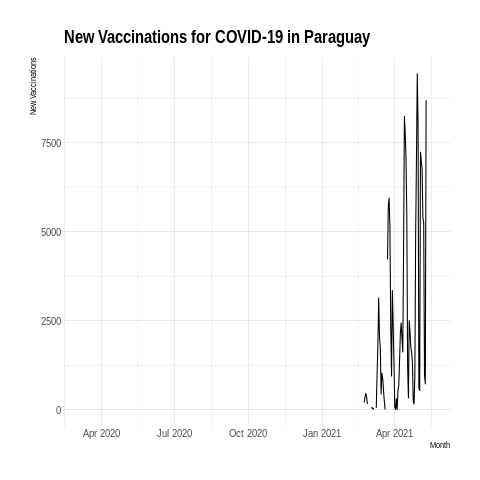 New Vaccinations for COVID-19 in Paraguay
New Vaccinations
7500
5000
2500
0
Apr 2020 Jul 2020 Oct 2020 Jan 2021 Apr 2021
Month